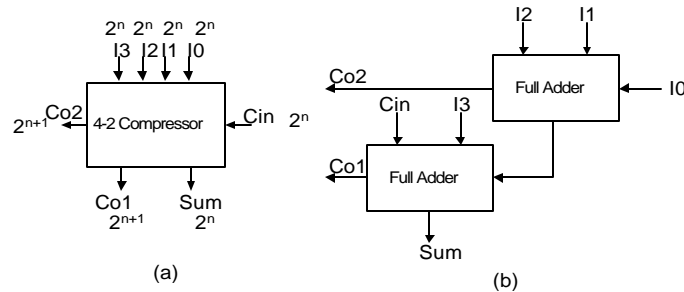 2ⁿ 2ⁿ 2ⁿ 2ⁿ
I3 I2 I1 I0
Co2
2ⁿ⁺¹
4-2 Compressor
Cin 2ⁿ
Co1 Sum
2ⁿ⁺¹ 2ⁿ
(a)
I2 I1
Co2
Full Adder
I0
Cin I3
Co1
Full Adder
Sum
(b)